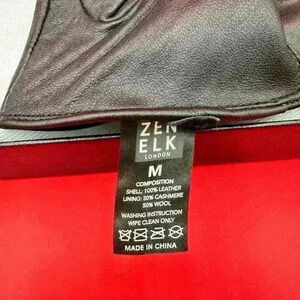 ZEN
ELK
LONDON
M
COMPOSITION
SHELL: 100% LEATHER
LINING: 50% CASHMERE
50% WOOL
WASHING INSTRUCTION
WIPE CLEAN ONLY
MADE IN CHINA